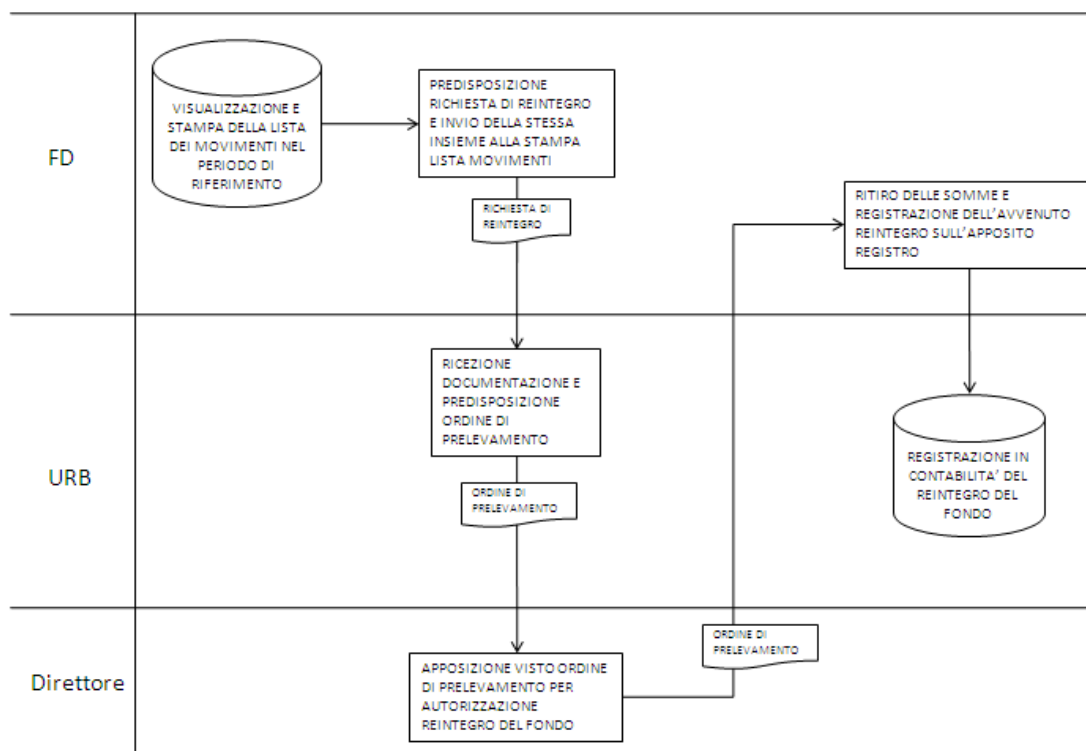 FD
VISUALIZZAZIONE E
STAMPA DELLA LISTA
DEI MOVIMENTI NEL
PERIODO DI
RIFERIMENTO
PREDISPOSIZIONE
RICHIESTA DI REINTEGRO
E INVIO DELLA STESSA
INSIEME ALLA STAMPA
LISTA MOVIMENTI
RICHIESTA DI
REINTEGRO
RITIRO DELLE SOMME E
REGISTRAZIONE DELL'AVVENUTO
REINTEGRO SULL'APPOSITO
REGISTRO
URB
RICEZIONE
DOCUMENTAZIONE E
PREDISPOSIZIONE
ORDINE DI
PRELEVAMENTO
ORDINE DI
PRELEVAMENTO
REGISTRAZIONE IN
CONTABILITA' DEL
REINTEGRO DEL
FONDO
Direttore
APPOSIZIONE VISTO ORDINE
DI PRELEVAMENTO PER
AUTORIZZAZIONE
REINTEGRO DEL FONDO
ORDINE DI
PRELEVAMENTO